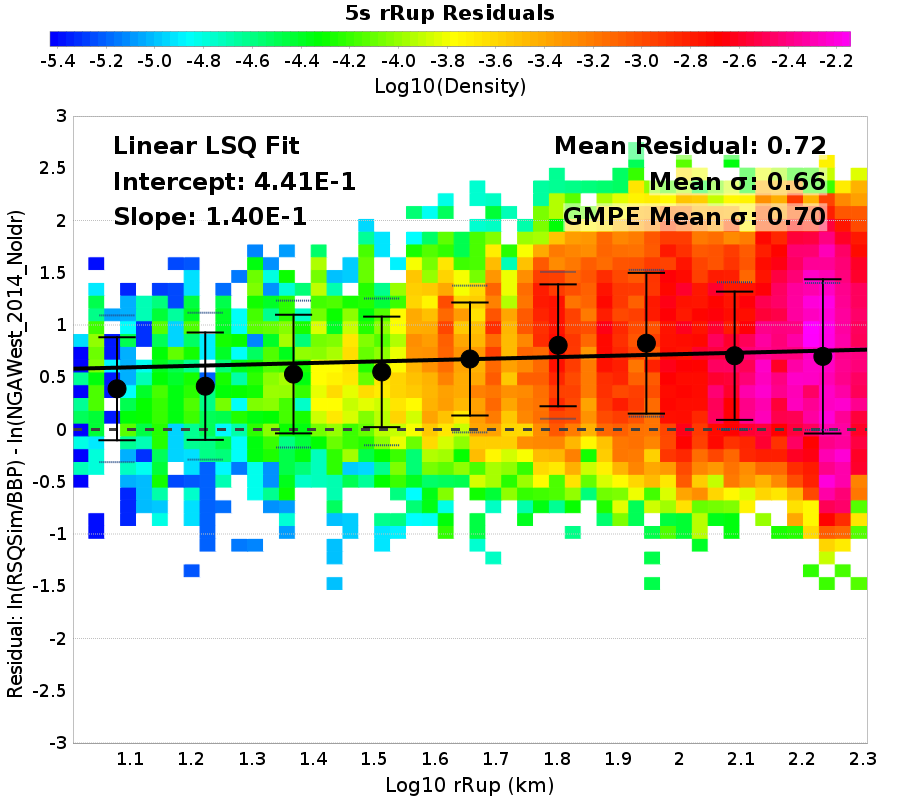 5s rRup Residuals
-5.4 -5.2 -5.0 -4.8 -4.6 -4.4 -4.2 -4.0 -3.8 -3.6 -3.4 -3.2 -3.0 -2.8 -2.6 -2.4 -2.2
Log10(Density)
Linear LSQ Fit
Intercept: 4.41E-1
Slope: 1.40E-1
Mean Residual: 0.72
Mean σ: 0.66
GMPE Mean σ: 0.70
Residual: ln(RSQSim/BBP) - ln(NGAWest_2014_NoIdr)
3
2.5
2
1.5
1
0.5
0
-0.5
-1
-1.5
-2
-2.5
-3
1.1 1.2 1.3 1.4 1.5 1.6 1.7 1.8 1.9 2 2.1 2.2 2.3
Log10 rRup (km)